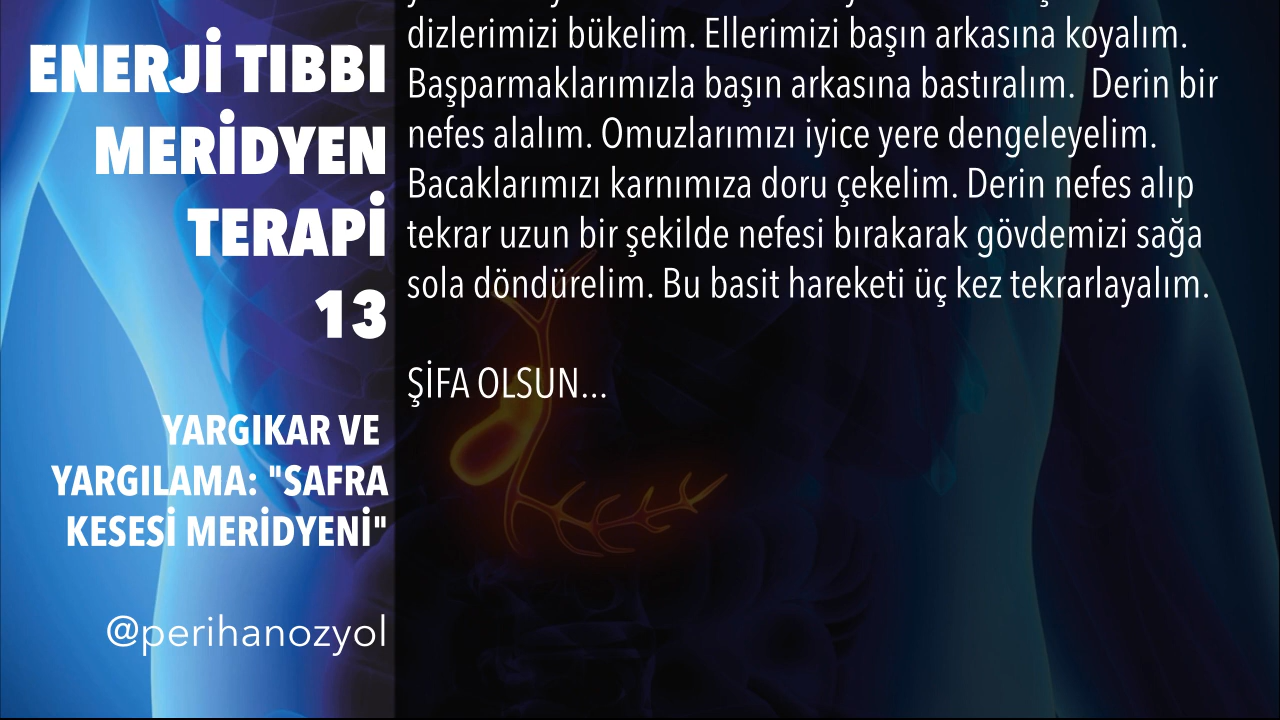 ENERJİ TIBBI
MERİDYEN
TERAPİ
13
YARGIKAR VE
YARGILAMA: "SAFRA
KESESİ MERİDYENİ"
@perihanozyol
dizlerimizi bükelim. Ellerimizi başın arkasına koyalım.
Başparmaklarımızla başın arkasına bastıralım. Derin bir
nefes alalım. Omuzlarımızı iyice yere dengeleyelim.
Bacaklarımızı karnımıza doru çekelim. Derin nefes alıp
tekrar uzun bir şekilde nefesi bırakarak gövdemizi sağa
sola döndürelim. Bu basit hareketi üç kez tekrarlayalım.
ŞİFA OLSUN...